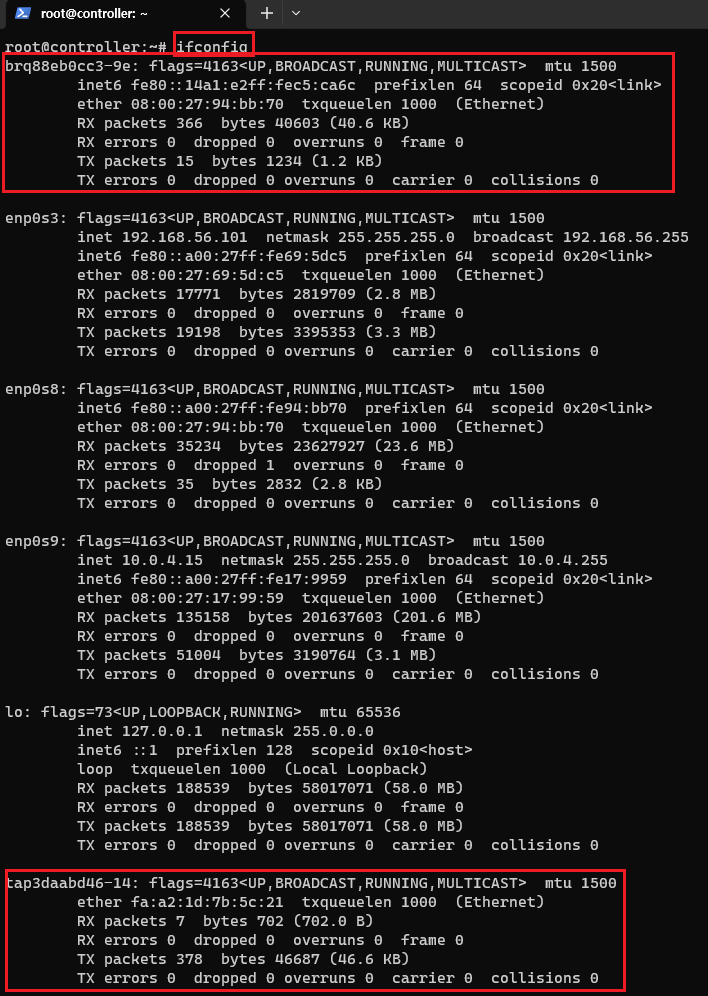 root@controller: ~
root@controller:~# ifconfig
brq88eb0cc3-9e: flags=4163<UP,BROADCAST,RUNNING,MULTICAST>  mtu 1500
        inet6 fe80::14a1:e2ff:fec5:ca6c  prefixlen 64  scopeid 0x20<link>
        ether 08:00:27:94:bb:70  txqueuelen 1000  (Ethernet)
        RX packets 366  bytes 40603 (40.6 KB)
        RX errors 0  dropped 0  overruns 0  frame 0
        TX packets 15  bytes 1234 (1.2 KB)
        TX errors 0  dropped 0 overruns 0  carrier 0  collisions 0
enp0s3: flags=4163<UP,BROADCAST,RUNNING,MULTICAST>  mtu 1500
        inet 192.168.56.101  netmask 255.255.255.0  broadcast 192.168.56.255
        inet6 fe80::a00:27ff:fe69:5dc5  prefixlen 64  scopeid 0x20<link>
        ether 08:00:27:69:5d:c5  txqueuelen 1000  (Ethernet)
        RX packets 17771  bytes 2819709 (2.8 MB)
        RX errors 0  dropped 0  overruns 0  frame 0
        TX packets 19198  bytes 3395353 (3.3 MB)
        TX errors 0  dropped 0 overruns 0  carrier 0  collisions 0
enp0s8: flags=4163<UP,BROADCAST,RUNNING,MULTICAST>  mtu 1500
        inet6 fe80::a00:27ff:fe94:bb70  prefixlen 64  scopeid 0x20<link>
        ether 08:00:27:94:bb:70  txqueuelen 1000  (Ethernet)
        RX packets 35234  bytes 23627927 (23.6 MB)
        RX errors 0  dropped 1  overruns 0  frame 0
        TX packets 35  bytes 2832 (2.8 KB)
        TX errors 0  dropped 0 overruns 0  carrier 0  collisions 0
enp0s9: flags=4163<UP,BROADCAST,RUNNING,MULTICAST>  mtu 1500
        inet 10.0.4.15  netmask 255.255.255.0  broadcast 10.0.4.255
        inet6 fe80::a00:27ff:fe17:9959  prefixlen 64  scopeid 0x20<link>
        ether 08:00:27:17:99:59  txqueuelen 1000  (Ethernet)
        RX packets 135158  bytes 201637603 (201.6 MB)
        RX errors 0  dropped 0  overruns 0  frame 0
        TX packets 51004  bytes 3190764 (3.1 MB)
        TX errors 0  dropped 0 overruns 0  carrier 0  collisions 0
lo: flags=73<UP,LOOPBACK,RUNNING>  mtu 65536
        inet 127.0.0.1  netmask 255.0.0.0
        inet6 ::1  prefixlen 128  scopeid 0x10<host>
        loop  txqueuelen 1000  (Local Loopback)
        RX packets 188539  bytes 58017071 (58.0 MB)
        RX errors 0  dropped 0  overruns 0  frame 0
        TX packets 188539  bytes 58017071 (58.0 MB)
        TX errors 0  dropped 0 overruns 0  carrier 0  collisions 0
tap3daabd46-14: flags=4163<UP,BROADCAST,RUNNING,MULTICAST>  mtu 1500
        ether fa:a2:1d:7b:5c:21  txqueuelen 1000  (Ethernet)
        RX packets 7  bytes 702 (702.0 B)
        RX errors 0  dropped 0  overruns 0  frame 0
        TX packets 378  bytes 46687 (46.6 KB)
        TX errors 0  dropped 0 overruns 0  carrier 0  collisions 0